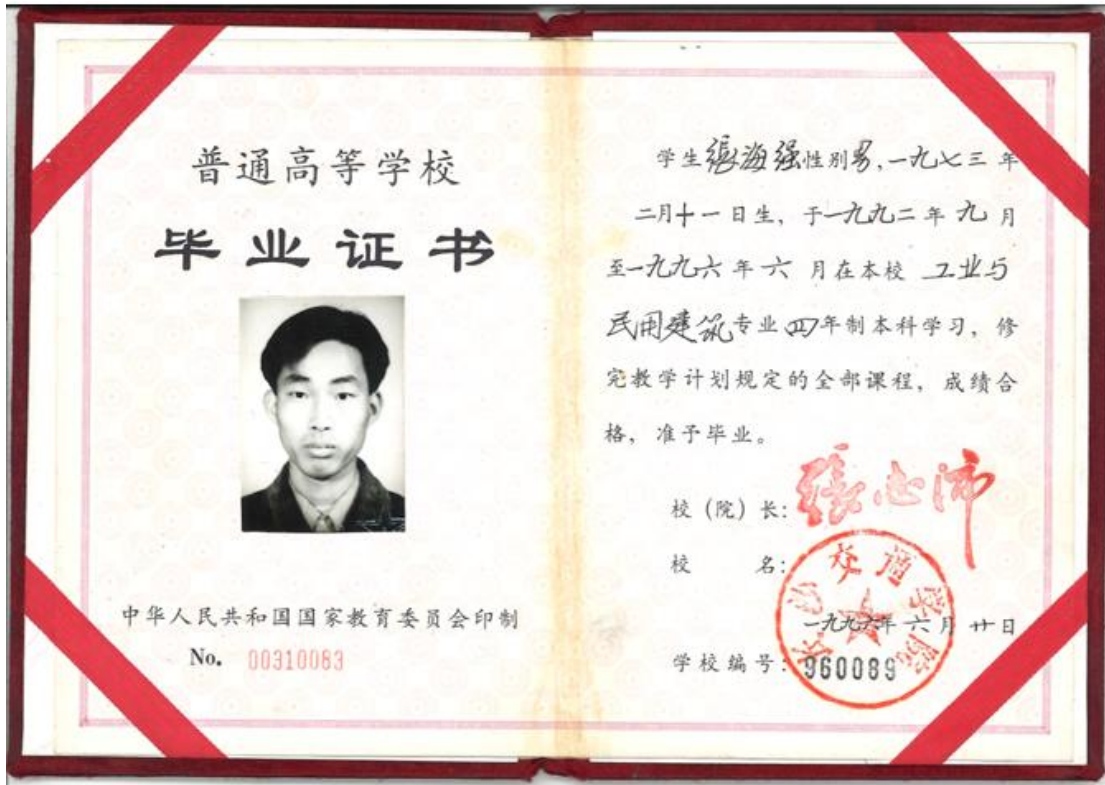 普通高等学校
毕业证书
中华人民共和国国家教育委员会印制
No. 00310083
学生張海强性别男,一九七三年
二月十一日生,于一九九二年九月
至一九九六年六月在本校 工业与
民用建筑专业四年制本科学习,修
完教学计划规定的全部课程,成绩合
格,准予毕业。
校(院)长:
校 名:
长沙交通学院
一九九六年六月廿日
学校编号:960089